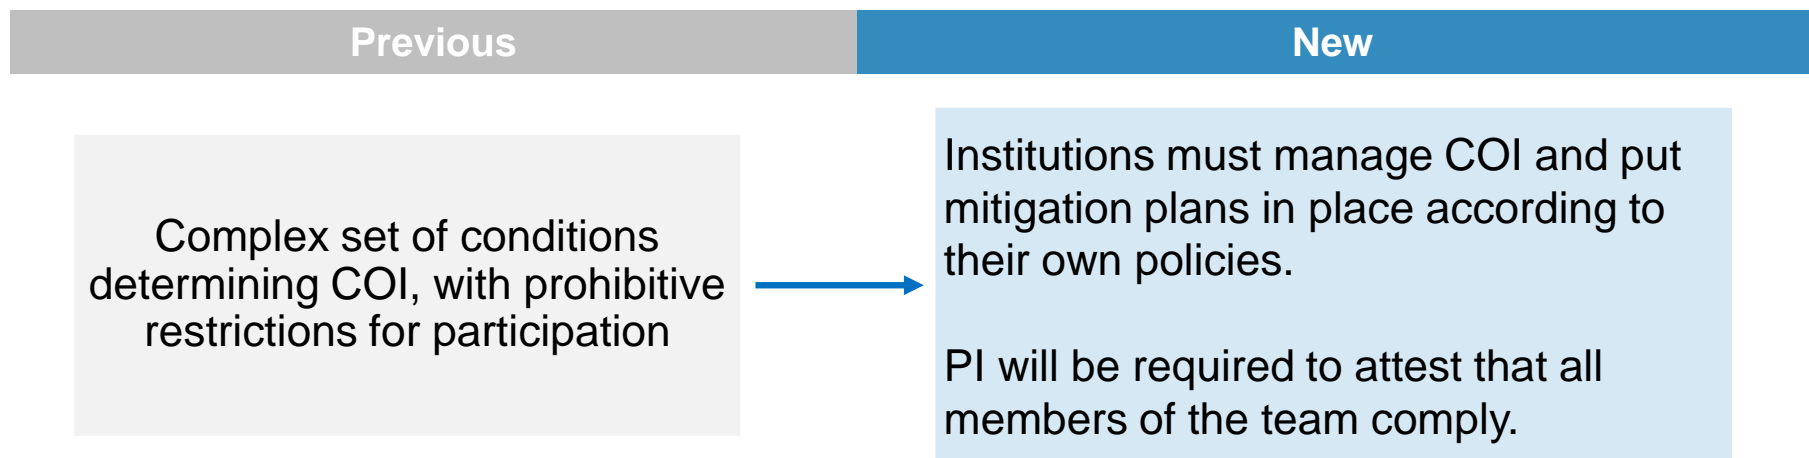 Previous
New
Complex set of conditions
determining COI, with prohibitive
restrictions for participation
Institutions must manage COI and put
mitigation plans in place according to
their own policies.
PI will be required to attest that all
members of the team comply.